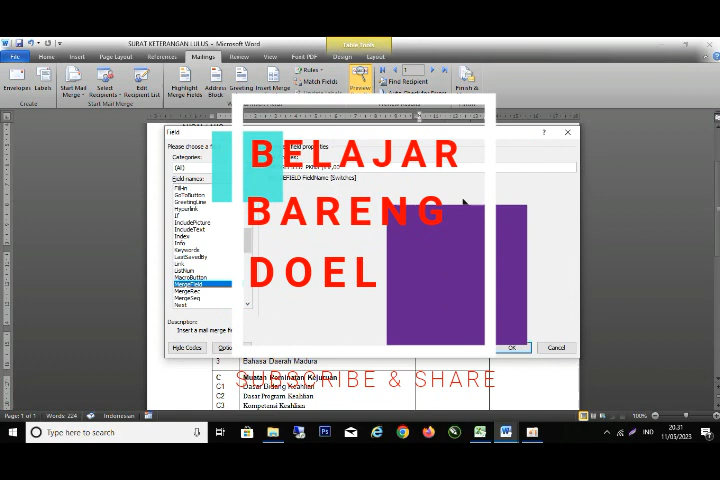 SURAT KETERANGAN LULUS - Microsoft Word
Table Tools
File Home Insert Page Layout References Mailings Review View Foxit PDF Design Layout
Envelopes Labels Start Mail Merge Select Recipients Edit Recipient List Highlight Merge Fields Address Block Greeting Insert Merge Rules Match Fields Preview 1 Find Recipient Finish &
Create Start Mail Merge
Field
Please choose a
Categories:
(All)
field properties
Field names:
MERGEFIELD FieldName [Switches]
FillIn
GoToButton
GreetingLine
Hyperlink
If
IncludePicture
IncludeText
Index
Info
Keywords
LastSavedBy
Link
ListNum
MacroButton
MergeField
MergeRec
MergeSeq
Next
BELAJAR
BARENG
DOEL
Description:
Insert a mail merge
Hide Codes
OK
Cancel
3 Bahasa Daerah Madura
C Muatan Peminatan Kejuruan
SUBSCRIBE & SHARE
C1 Dasar Bidang Keahlian
C2 Dasar Program Keahlian
C3 Kompetensi Keahlian
Page: 1 of 1 Words: 224 Indonesian 100%
Type here to search
IND
20.31
11/05/2023